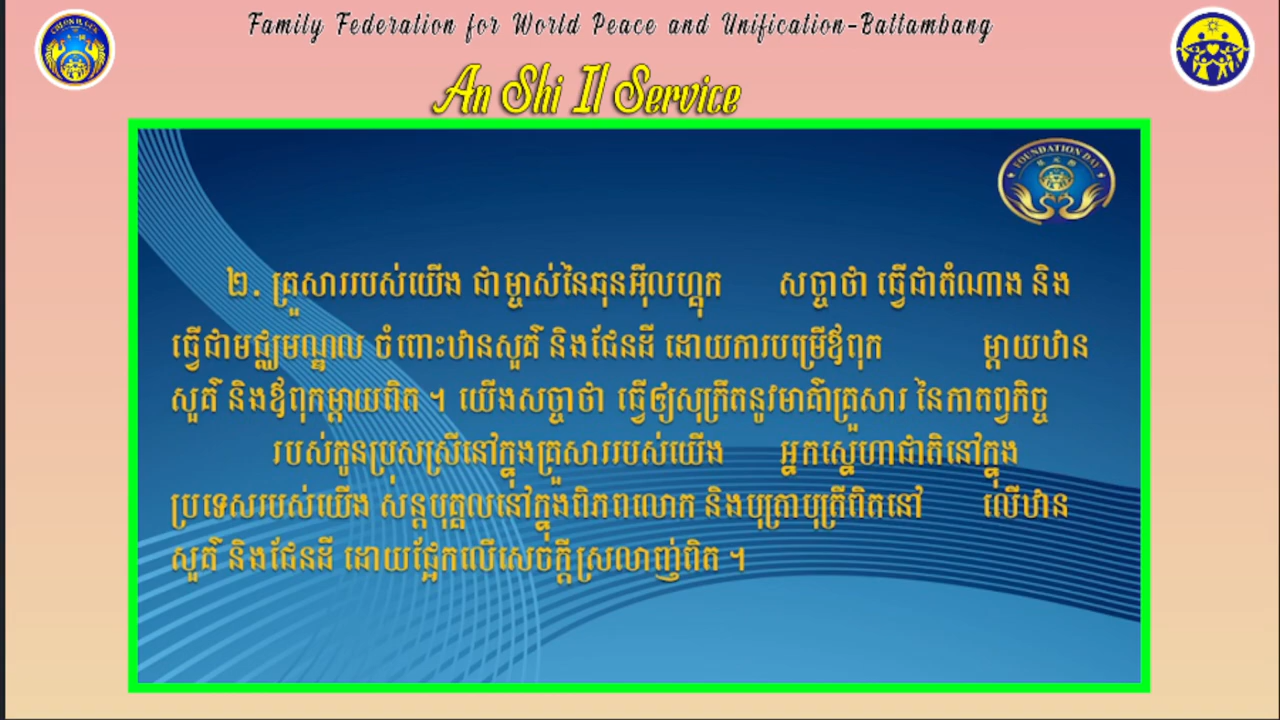 Family Federation for World Peace and Unification-Battambang
An Shi Il Service
FOUNDATION DAY
២. គ្រួសាររបស់យើង ជាម្ចាស់នៃឆុនអ៊ីលហ្គុក សច្ចាថា ធ្វើជាតំណាង និង
ធ្វើជាមជ្ឈមណ្ឌល ចំពោះឋានសួគ៌ និងផែនដី ដោយការបម្រើឪពុក ម្តាយឋាន
សួគ៌ និងឪពុកម្តាយពិត ។ យើងសច្ចាថា ធ្វើឲ្យសុក្រឹតនូវមាគ៌ាគ្រួសារ នៃកាតព្វកិច្ច
របស់កូនប្រុសស្រីនៅក្នុងគ្រួសាររបស់យើង អ្នកស្នេហាជាតិនៅក្នុង
ប្រទេសរបស់យើង សន្តបុគ្គលនៅក្នុងពិភពលោក និងបុត្រាបុត្រីពិតនៅ លើឋាន
សួគ៌ និងផែនដី ដោយផ្អែកលើសេចក្តីស្រលាញ់ពិត ។